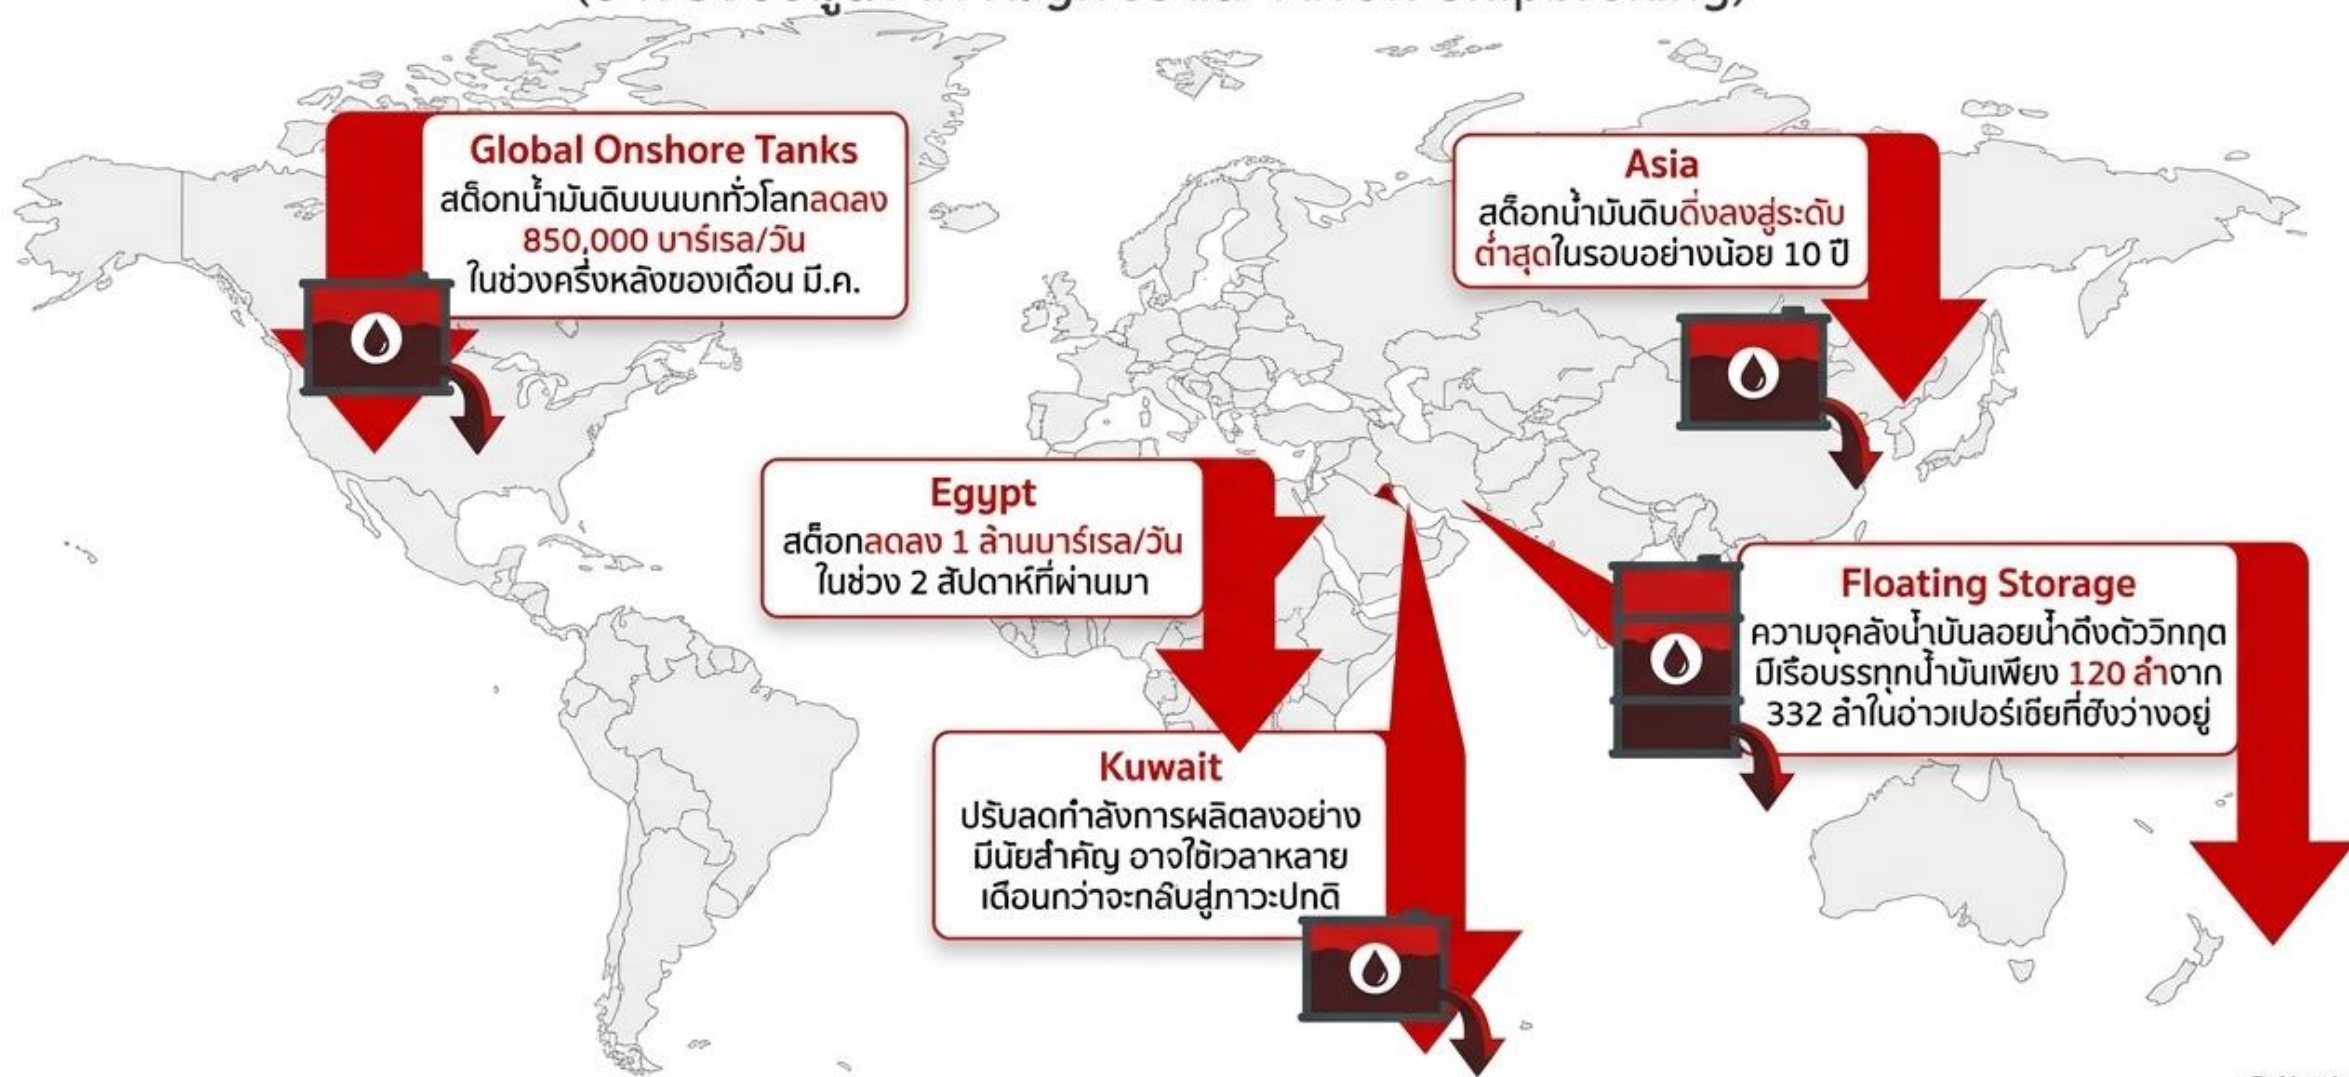 Global Onshore Tanks
สต็อกน้ำมันดิบบนบกทั่วโลกลดลง
850,000 บาร์เรล/วัน
ในช่วงครึ่งหลังของเดือน มี.ค.
Asia
สต็อกน้ำมันดิบดิ่งลงสู่ระดับ
ต่ำสุดในรอบอย่างน้อย 10 ปี
Egypt
สต็อกลดลง 1 ล้านบาร์เรล/วัน
ในช่วง 2 สัปดาห์ที่ผ่านมา
Floating Storage
ความจุคลังน้ำมันลอยน้ำตึงตัววิกฤต
มีเรือบรรทุกน้ำมันเพียง 120 ลำจาก
332 ลำในอ่าวเปอร์เซียที่ยังว่างอยู่
Kuwait
ปรับลดกำลังการผลิตลงอย่าง
มีนัยสำคัญ อาจใช้เวลาหลาย
เดือนกว่าจะกลับสู่ภาวะปกติ